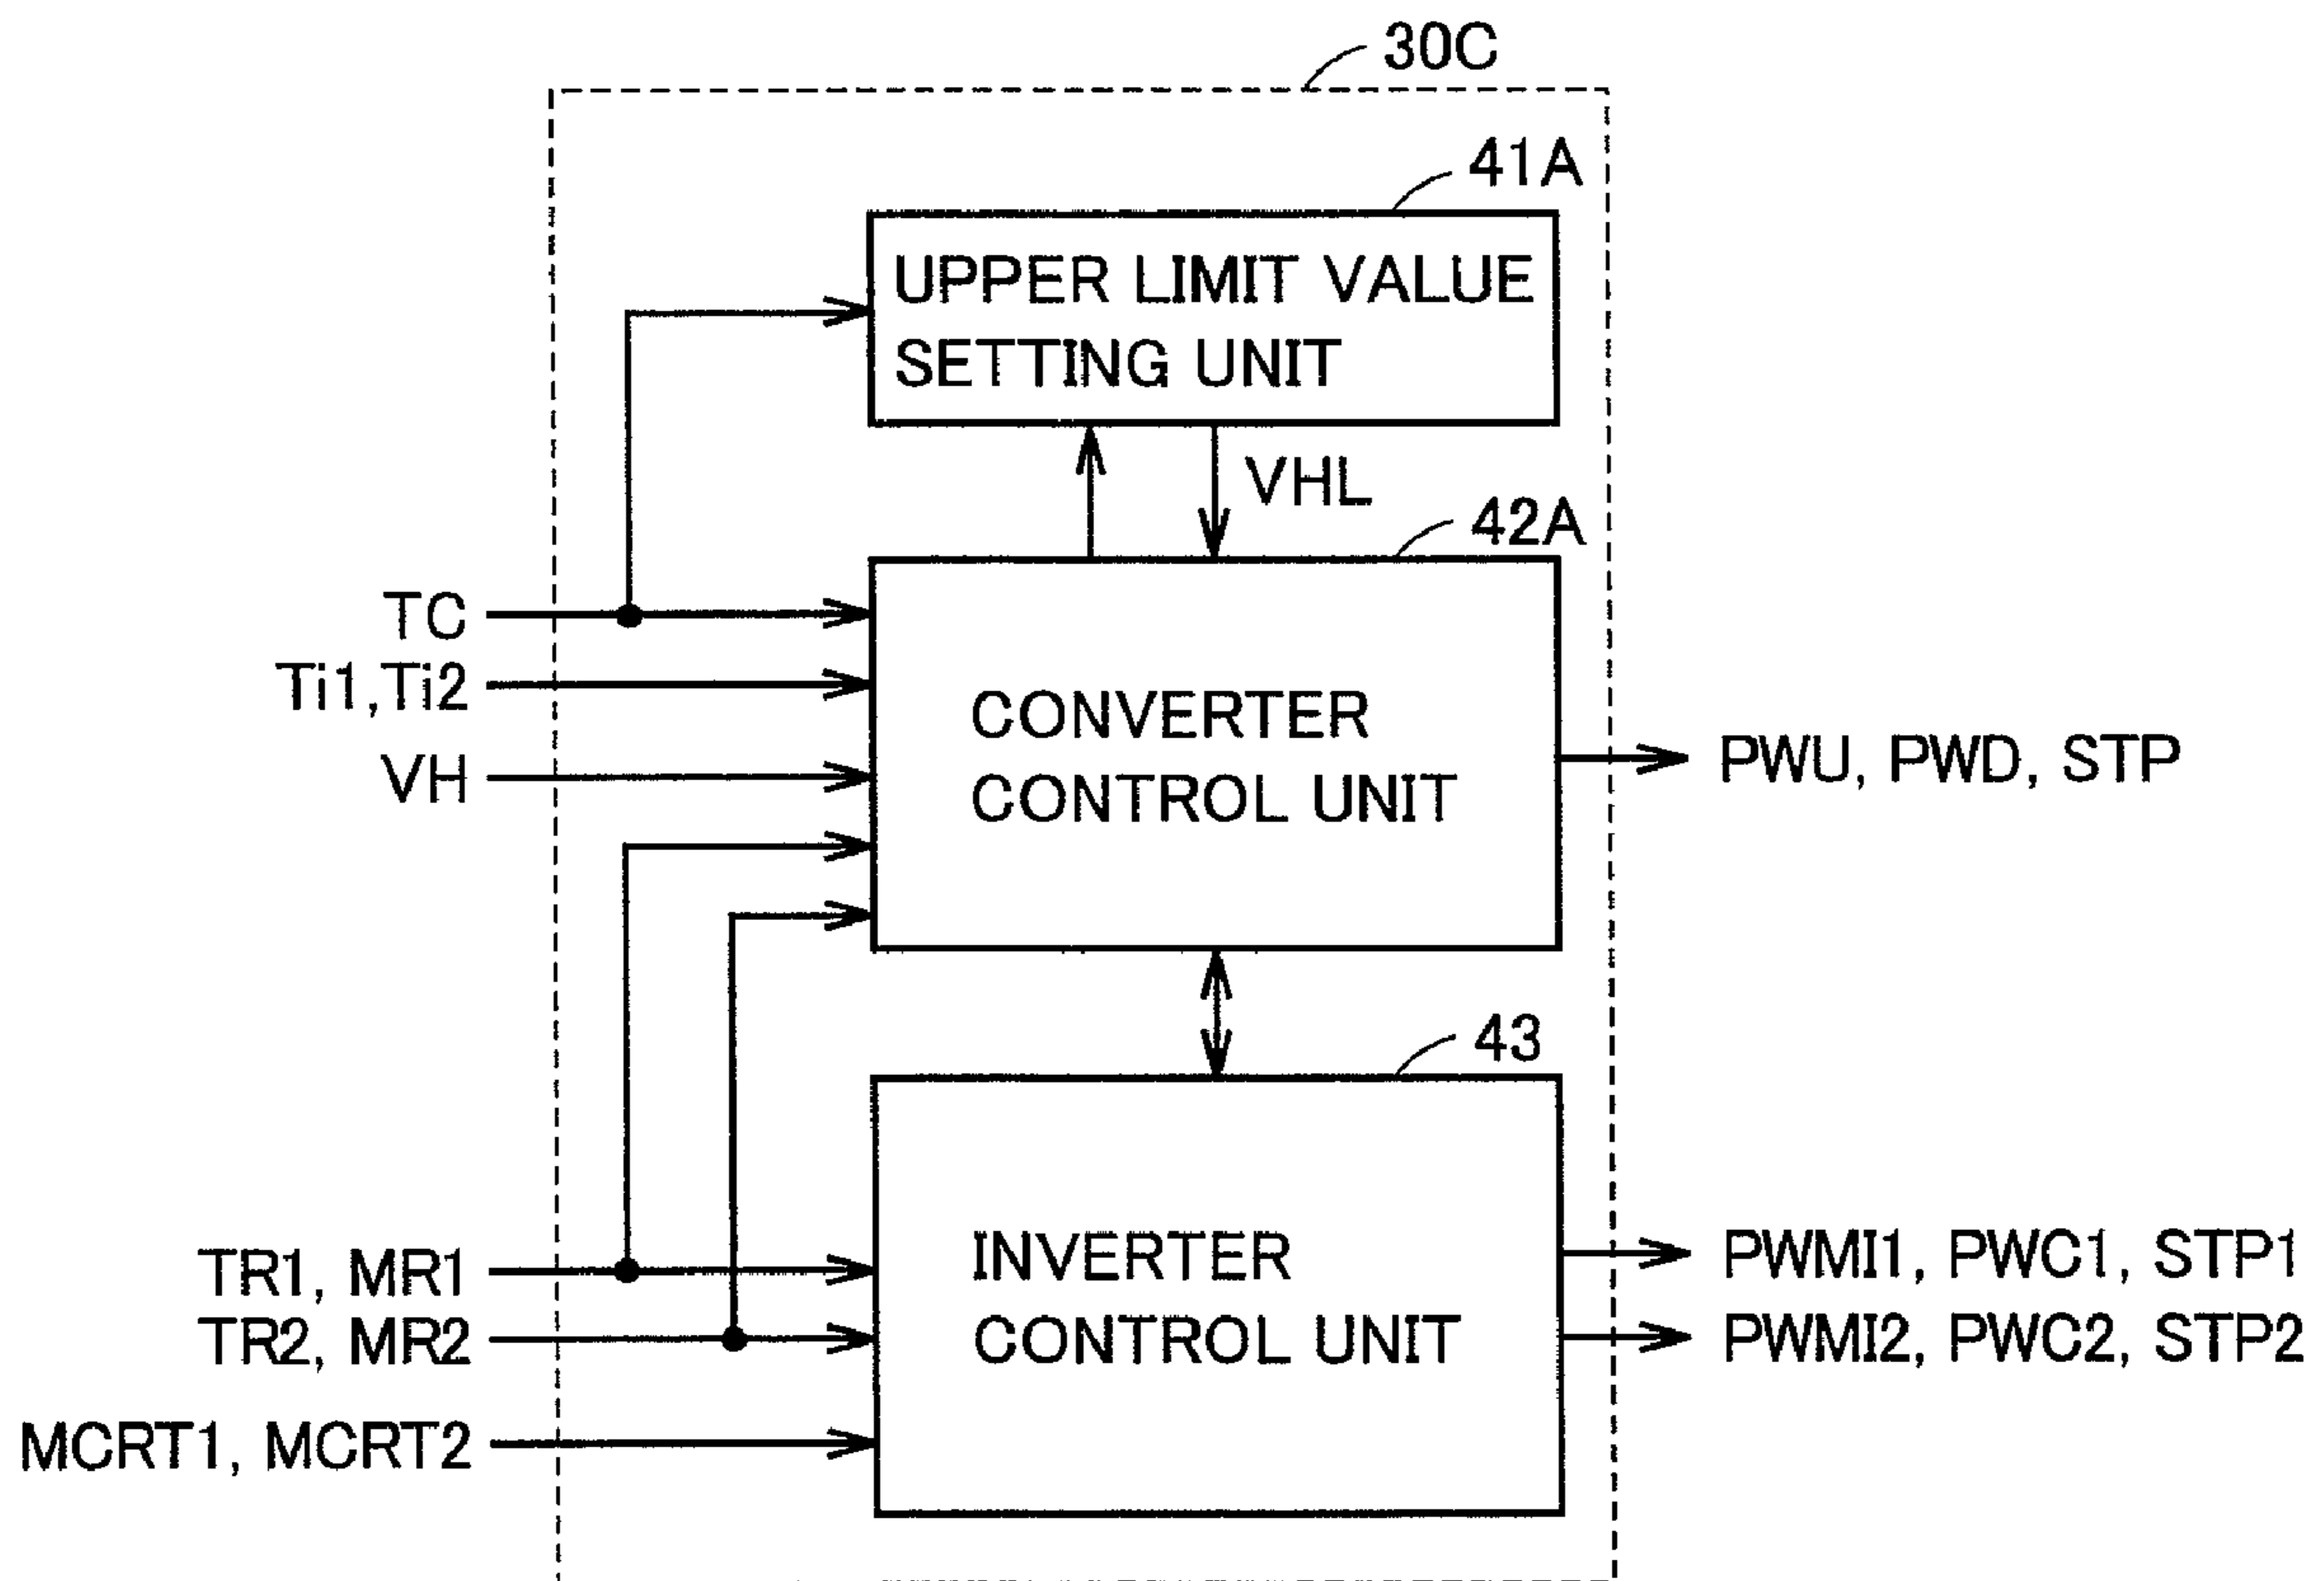 30C
41A
UPPER LIMIT VALUE
SETTING UNIT
VHL
42A
TC
Ti1,Ti2
VH
CONVERTER
CONTROL UNIT
PWU, PWD, STP
43
TR1, MR1
TR2, MR2
MCRT1, MCRT2
INVERTER
CONTROL UNIT
PWMI1, PWC1, STP1
PWMI2, PWC2, STP2